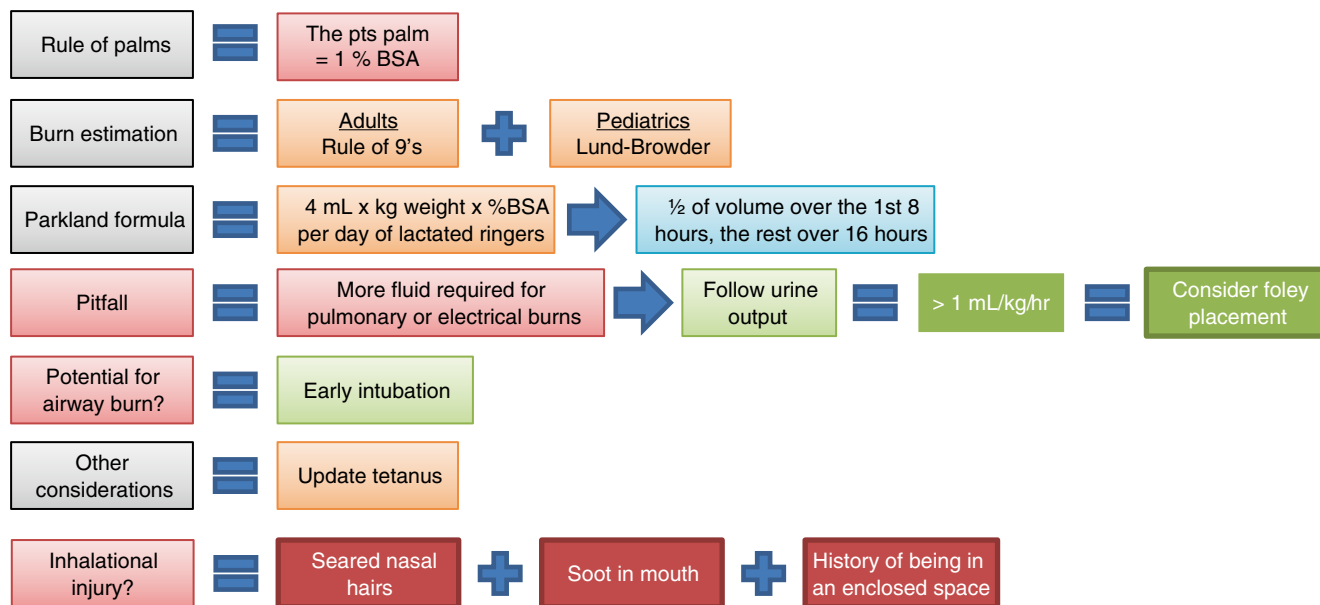 Rule of palms
The pts palm
= 1 % BSA
Burn estimation
Adults
Rule of 9's
Pediatrics
Lund-Browder
Parkland formula
4 mL x kg weight x %BSA
per day of lactated ringers
½ of volume over the 1st 8
hours, the rest over 16 hours
Pitfall
More fluid required for
pulmonary or electrical burns
Follow urine
output
> 1 mL/kg/hr
Consider foley
placement
Potential for
airway burn?
Early intubation
Other
considerations
Update tetanus
Inhalational
injury?
Seared nasal
hairs
Soot in mouth
History of being in
an enclosed space